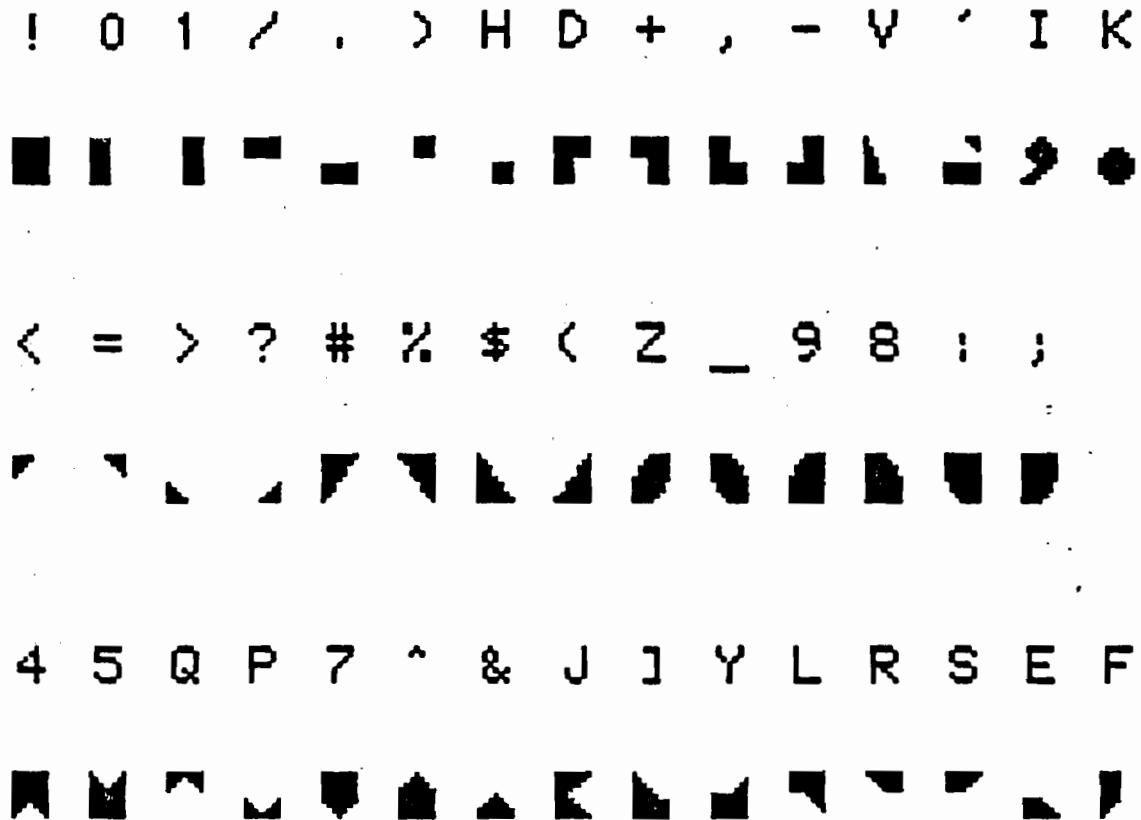 ! 0 1 / . ) H D + , - V ´ I K
< = > ? # % $ ( Z _ 9 8 : ;
4 5 Q P 7 ^ & J ] Y L R S E F